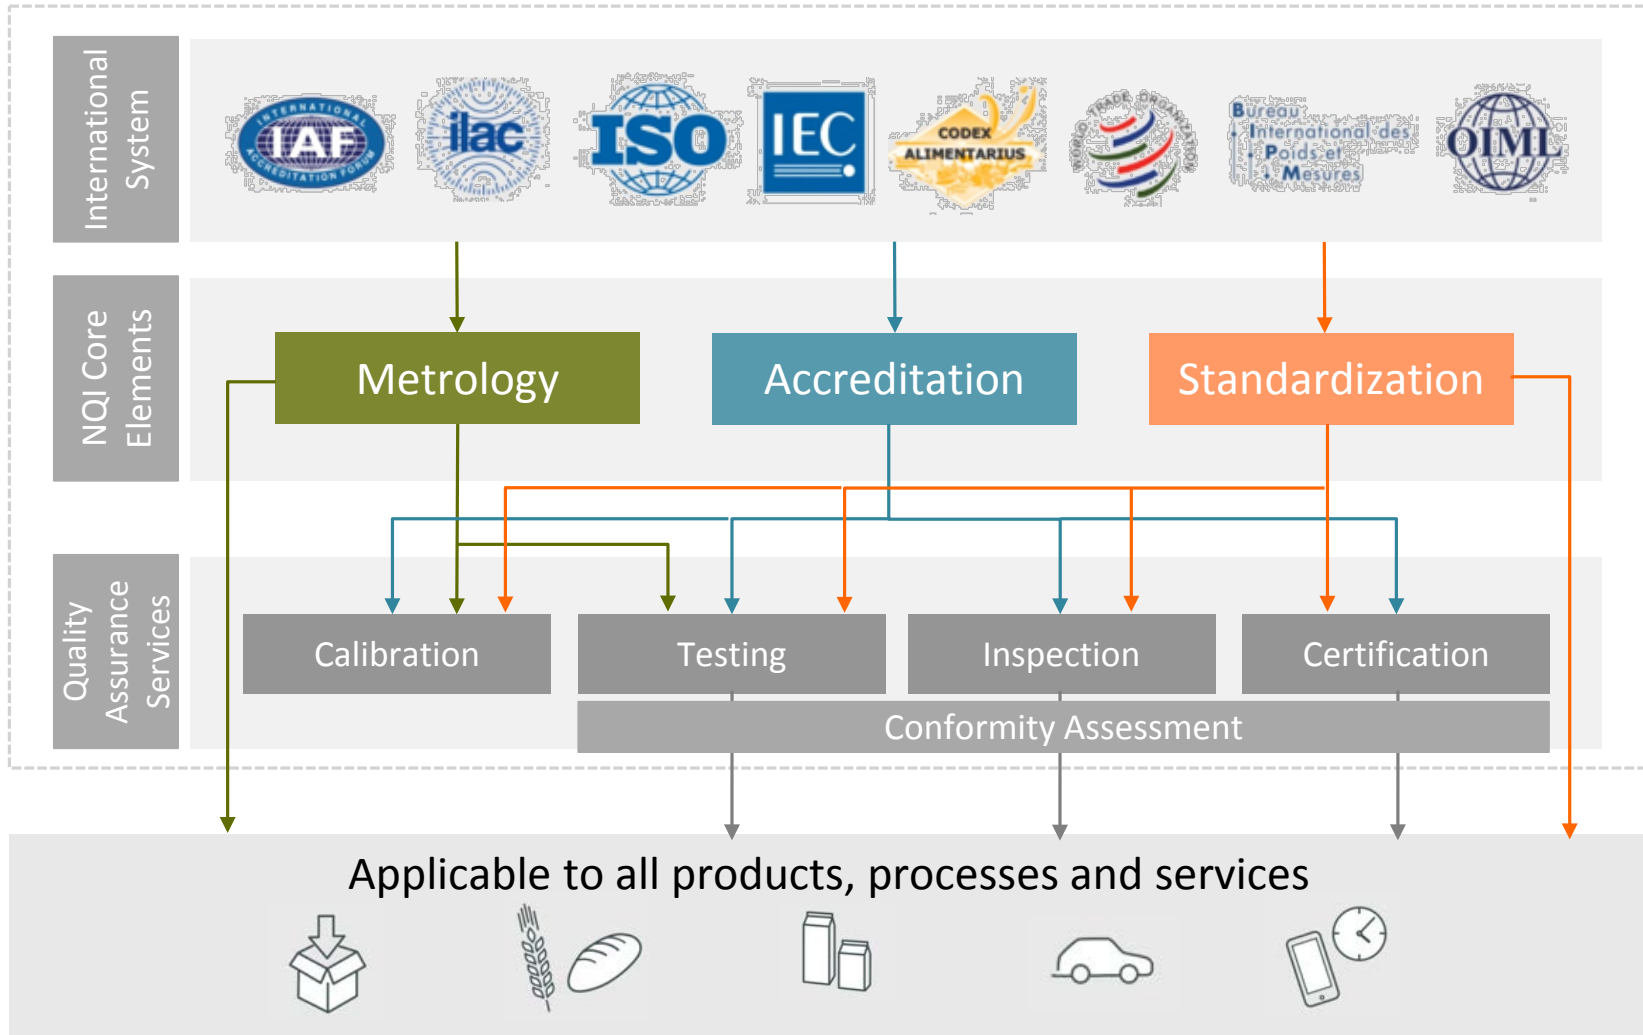 International
System
INTERNATIONAL
IAF
ACCREDITATION FORUM
ilac
ISO
IEC
CODEX
ALIMENTARIUS
WORLD TRADE ORGANIZATION
Bureau
International des
Poids et
Mesures
OIML
NQI Core
Elements
Metrology
Accreditation
Standardization
Quality
Assurance
Services
Calibration
Testing
Inspection
Certification
Conformity Assessment
Applicable to all products, processes and services